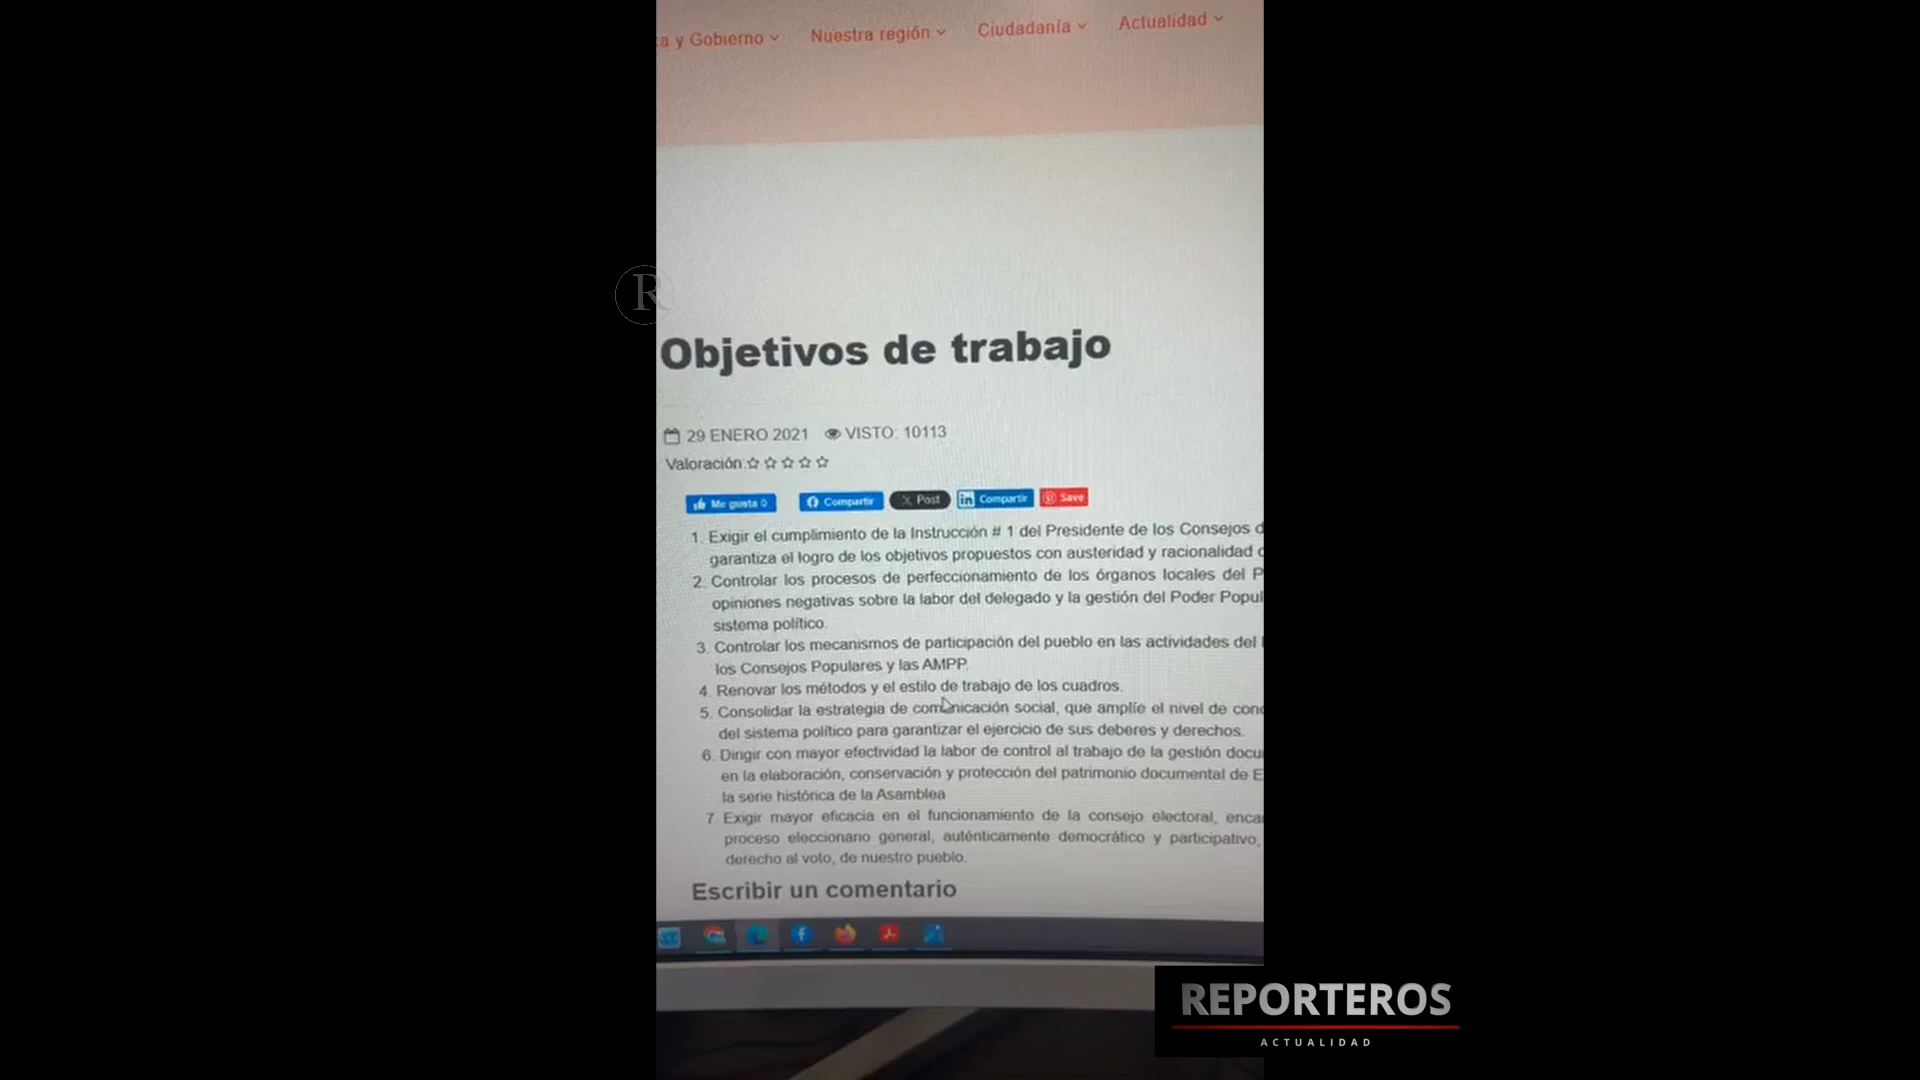 y Gobierno
Nuestra región
Ciudadanía
Actualidad
R
Objetivos de trabajo
29 ENERO 2021 VISTO: 10113
Valoración:
Me gusta 0
Compartir
X Post
in Compartir
Save
1. Exigir el cumplimiento de la Instrucción # 1 del Presidente de los Consejos
garantiza el logro de los objetivos propuestos con austeridad y racionalidad
2. Controlar los procesos de perfeccionamiento de los órganos locales del
opiniones negativas sobre la labor del delegado y la gestión del Poder
sistema político.
3. Controlar los mecanismos de participación del pueblo en las actividades del
los Consejos Populares y las AMPP.
4. Renovar los métodos y el estilo de trabajo de los cuadros.
5. Consolidar la estrategia de comunicación social, que amplíe el nivel de
del sistema político para garantizar el ejercicio de sus deberes y derechos.
6. Dirigir con mayor efectividad la labor de control al trabajo de la gestión
en la elaboración, conservación y protección del patrimonio documental de
la serie histórica de la Asamblea
7. Exigir mayor eficacia en el funcionamiento de la consejo electoral,
proceso eleccionario general, auténticamente democrático y participativo,
derecho al voto, de nuestro pueblo.
Escribir un comentario
REPORTEROS
ACTUALIDAD